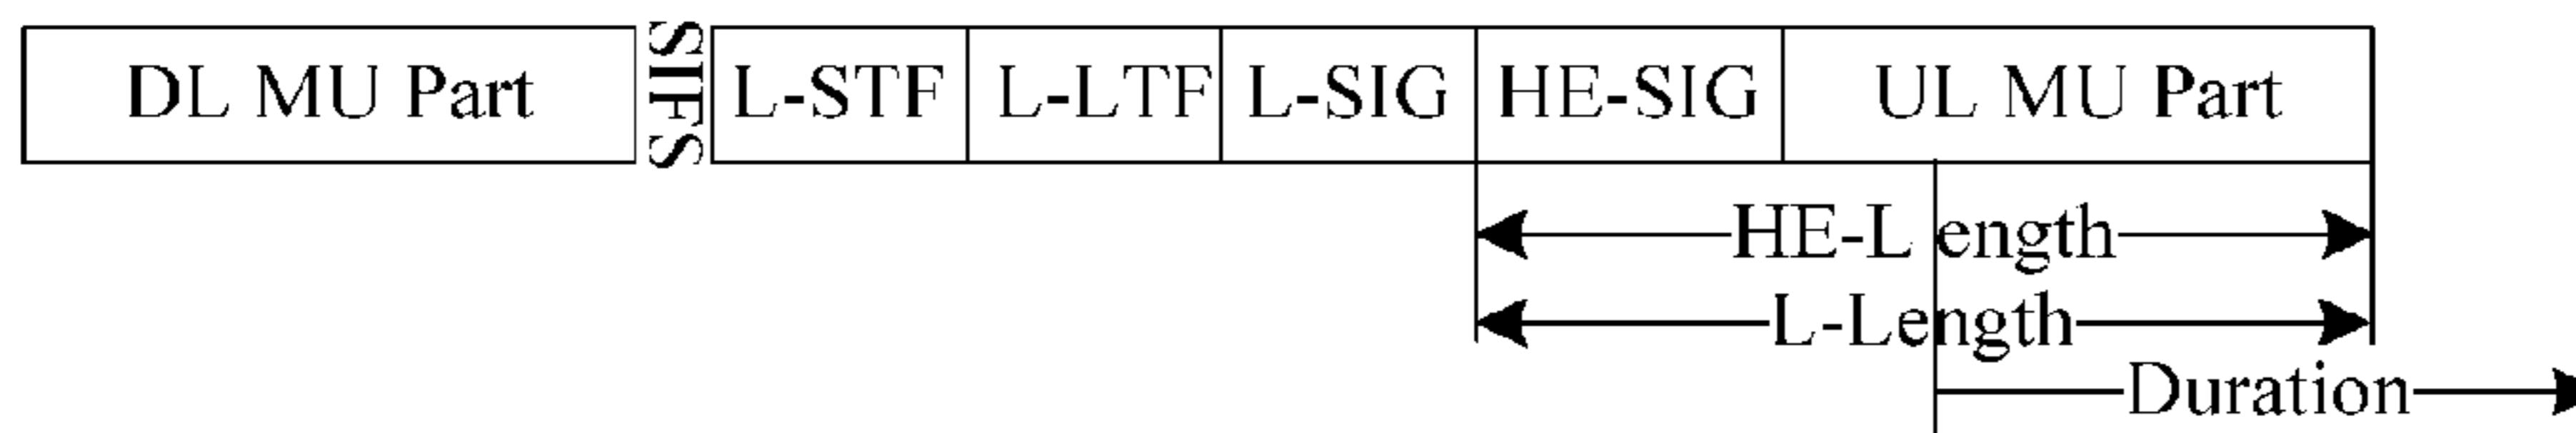 DL MU Part SIFS L-STF L-LTF L-SIG HE-SIG UL MU Part
HE-Length
L-Length
Duration